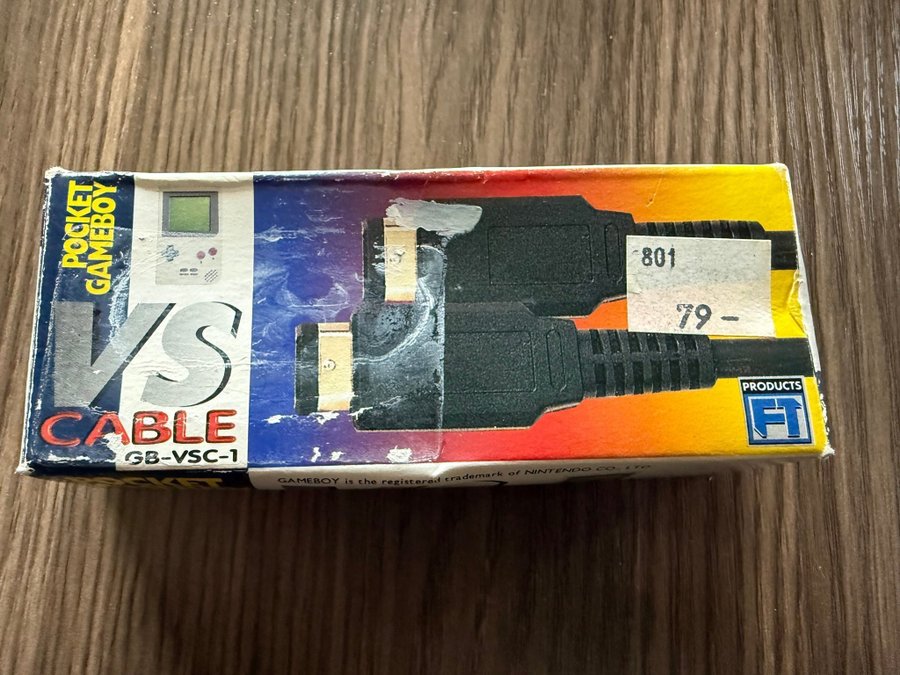 POCKET
GAMEBOY
VS
CABLE
GB-VSC-1
801
79-
PRODUCTS
FT
POCKET
GAMEBOY is the registered trademark of NINTENDO CO., LTD